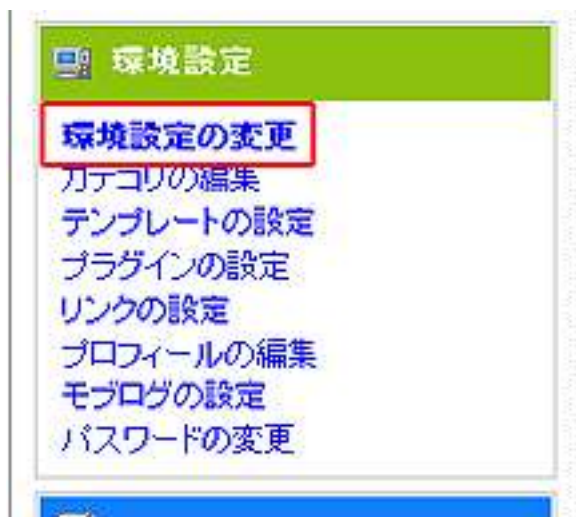 環境設定
環境設定の変更
カテゴリの編集
テンプレートの設定
プラグインの設定
リンクの設定
プロフィールの編集
モブログの設定
パスワードの変更